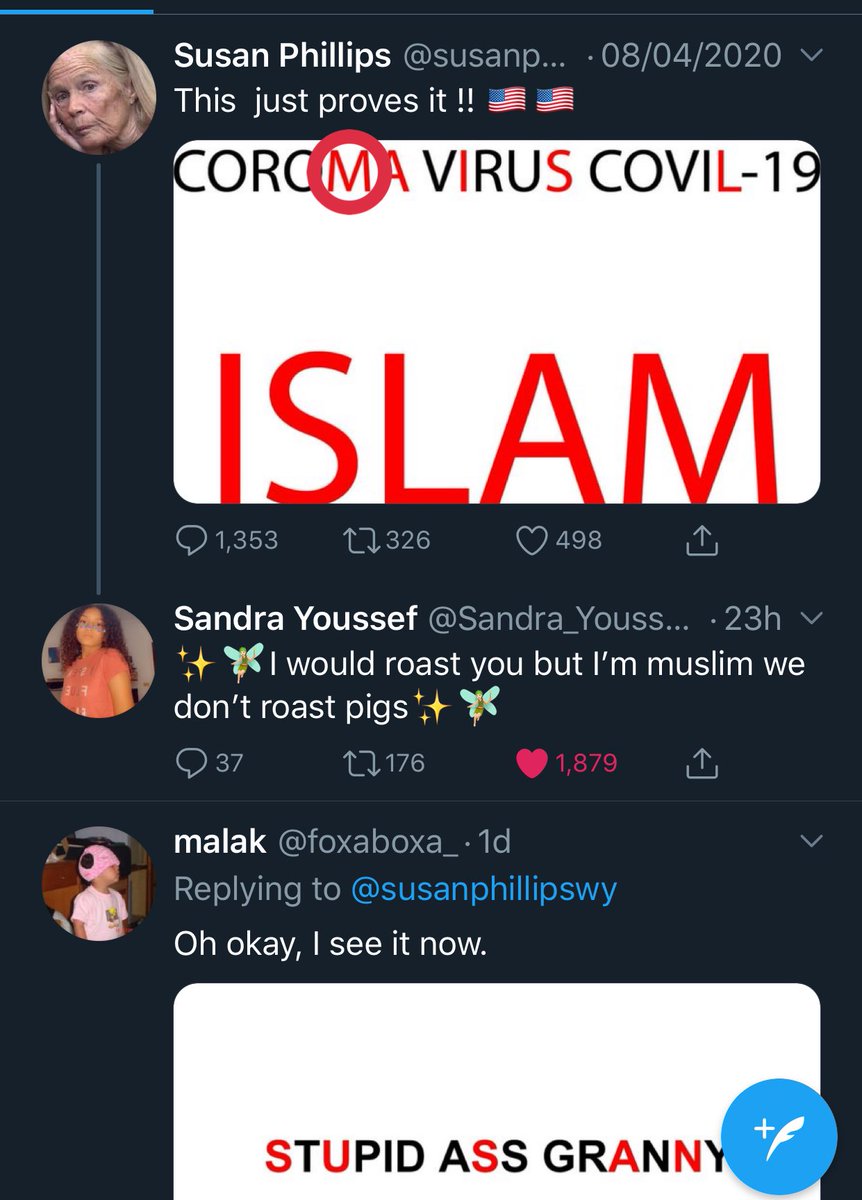 Susan Phillips @susanp... · 08/04/2020
This just proves it !! 🇺🇸 🇺🇸
COROMA VIRUS COVIL-19
ISLAM
1,353 326 498
Sandra Youssef @Sandra_Youss... · 23h
✨ 🧚‍♀️ I would roast you but I’m muslim we
don’t roast pigs✨ 🧚‍♀️
37 176 1,879
malak @foxaboxa_ · 1d
Replying to @susanphillipswy
Oh okay, I see it now.
STUPID ASS GRANNY